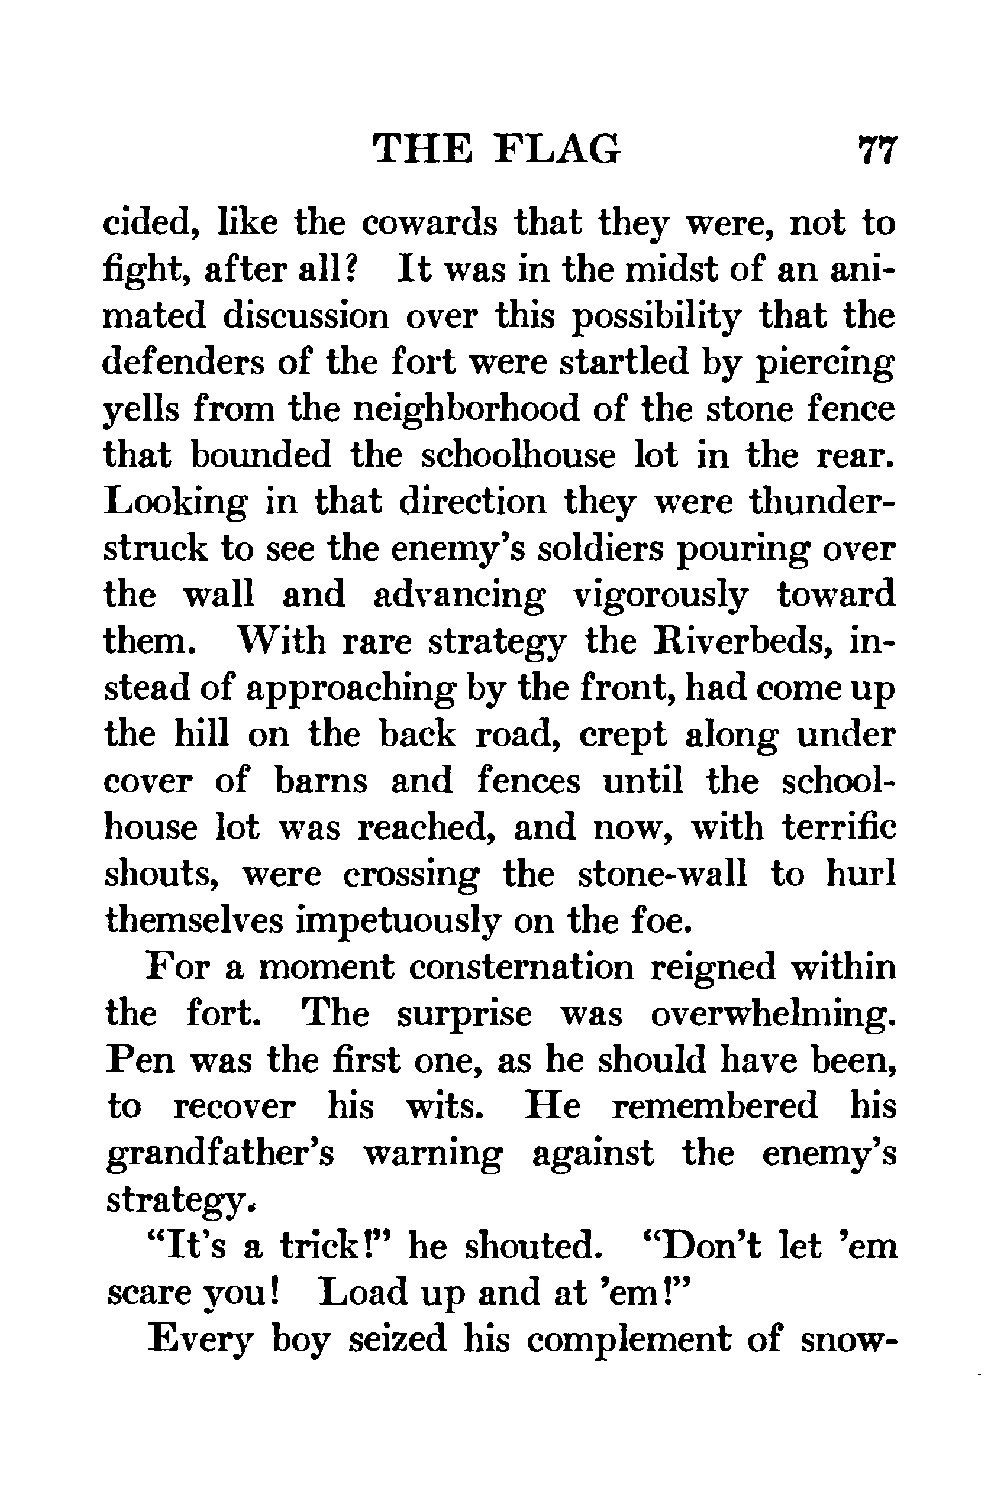 THE FLAG 77
cided, like the cowards that they were, not to
fight, after all? It was in the midst of an ani-
mated discussion over this possibility that the
defenders of the fort were startled by piercing
yells from the neighborhood of the stone fence
that bounded the schoolhouse lot in the rear.
Looking in that direction they were thunder-
struck to see the enemy's soldiers pouring over
the wall and advancing vigorously toward
them. With rare strategy the Riverbeds, in-
stead of approaching by the front, had come up
the hill on the back road, crept along under
cover of barns and fences until the school-
house lot was reached, and now, with terrific
shouts, were crossing the stone-wall to hurl
themselves impetuously on the foe.
For a moment consternation reigned within
the fort. The surprise was overwhelming.
Pen was the first one, as he should have been,
to recover his wits. He remembered his
grandfather's warning against the enemy's
strategy.
“It's a trick!” he shouted. “Don't let 'em
scare you! Load up and at 'em!”
Every boy seized his complement of snow-